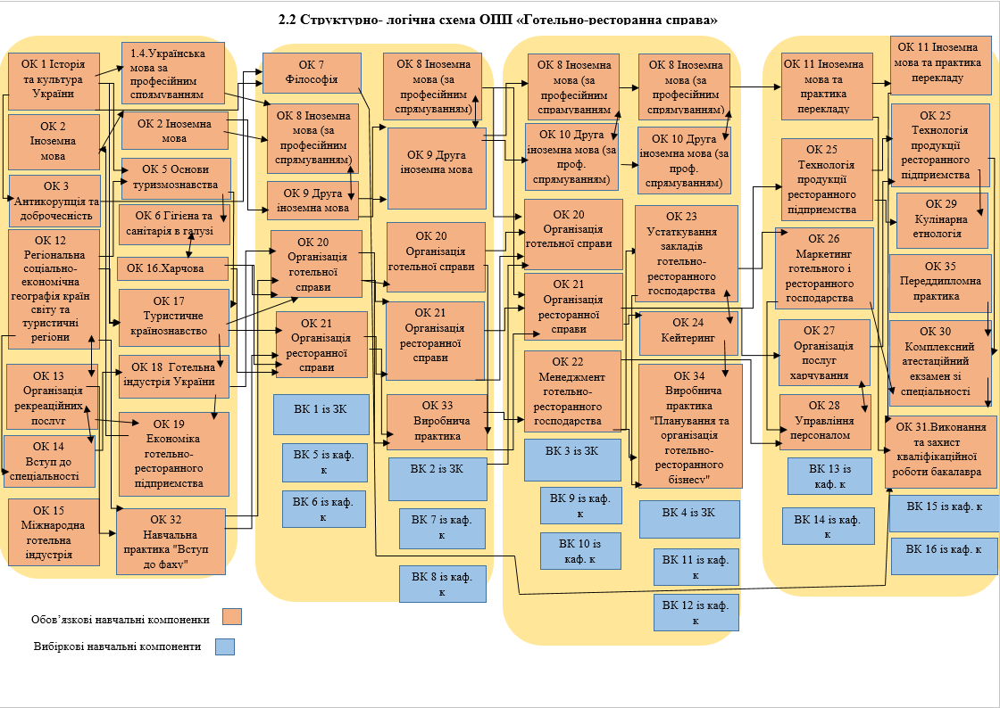 2.2 Структурно- логічна схема ОПП «Готельно-ресторанна справа»
ОК 1 Історія
та культура
України
ОК 2
Іноземна
мова
ОК 3
Антикорупція та
доброчесність
ОК 12
Регіональна
соціально-
економічна
географія країн
світу та
туристичні
регіони
ОК 13
Організація
рекреаційних
послуг
ОК 14
Вступ до
спеціальності
ОК 15
Міжнародна
готельна
індустрія
1.4.Українська
мова за
професійним
спрямуванням
ОК 2 Іноземна
мова
ОК 5 Основи
туризмознавства
ОК 6 Гігієна та
санітарія в галузі
ОК 16.Харчова
ОК 17
Туристичне
країнознавство
ОК 18 Готельна
індустрія України
ОК 19
Економіка
готельно-
ресторанного
підприємства
ОК 32
Навчальна
практика "Вступ
до фаху"
ОК 7
Філософія
ОК 8 Іноземна
мова (за
професійним
спрямуванням)
ОК 9 Друга
іноземна мова
ОК 20
Організація
готельної
справи
ОК 21
Організація
ресторанної
справи
ВК 1 із ЗК
ВК 5 із каф.
к
ВК 6 із каф.
к
ОК 8 Іноземна
мова (за
професійним
спрямуванням)
ОК 9 Друга
іноземна мова
ОК 20
Організація
готельної справи
ОК 21
Організація
ресторанної
справи
ОК 33
Виробнича
практика
ВК 2 із ЗК
ВК 7 із каф.
к
ВК 8 із каф.
к
ОК 8 Іноземна
мова (за
професійним
спрямуванням
ОК 10 Друга
іноземна мова (за
проф.
спрямуванням)
ОК 20
Організація
готельної справи
ОК 21
Організація
ресторанної
справи
ОК 22
Менеджмент
готельно-
ресторанного
господарства
ВК 3 із ЗК
ВК 9 із каф.
к
ВК 10 із
каф. к
ОК 8 Іноземна
мова (за
професійним
спрямуванням)
ОК 10 Друга
іноземна мова (за
проф.
спрямуванням)
ОК 23
Устаткування
закладів
готельно-
ресторанного
господарства
ОК 24
Кейтеринг
ОК 34
Виробнича
практика
"Планування та
організація
готельно-
ресторанного
бізнесу"
ВК 4 із ЗК
ВК 11 із каф.
к
ВК 12 із каф.
к
ОК 11 Іноземна
мова та
практика
перекладу
ОК 25
Технологія
продукції
ресторанного
підприємства
ОК 26
Маркетинг
готельного і
ресторанного
господарства
ОК 27
Організація
послуг
харчування
ОК 28
Управління
персоналом
ВК 13 із
каф. к
ВК 14 із каф.
к
ОК 11 Іноземна
мова та практика
перекладу
ОК 25
Технологія
продукції
ресторанного
підприємства
ОК 29
Кулінарна
етнологія
ОК 35
Переддипломна
практика
ОК 30
Комплексний
атестаційний
екзамен зі
спеціальності
ОК 31.Виконання
та захист
кваліфікаційної
роботи бакалавра
ВК 15 із каф. к
ВК 16 із каф. к
Обов’язкові навчальні компоненки
Вибіркові навчальні компоненти